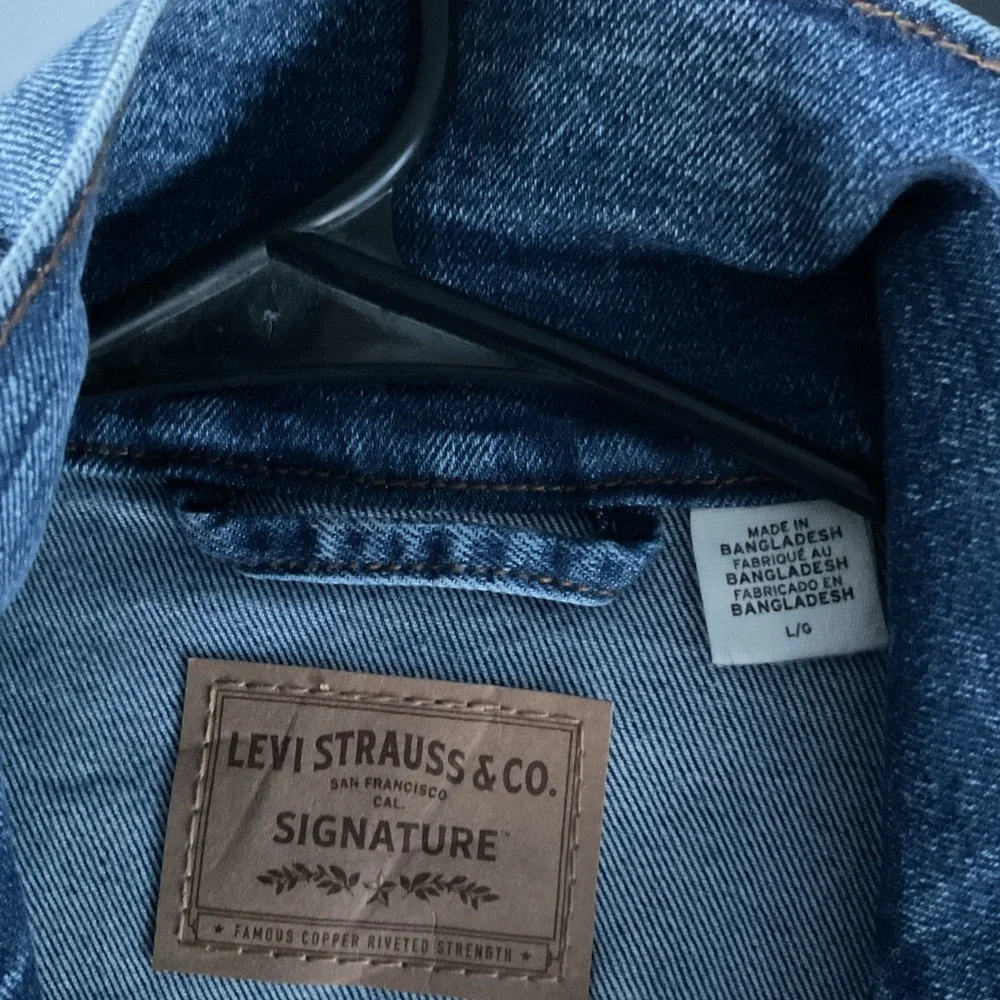 MADE IN
BANGLADESH
FABRIQUÉ AU
BANGLADESH
FABRICADO EN
BANGLADESH
L/G
LEVI STRAUSS & CO.
SAN FRANCISCO
CAL.
SIGNATURE™
★ FAMOUS COPPER RIVETED STRENGTH ★